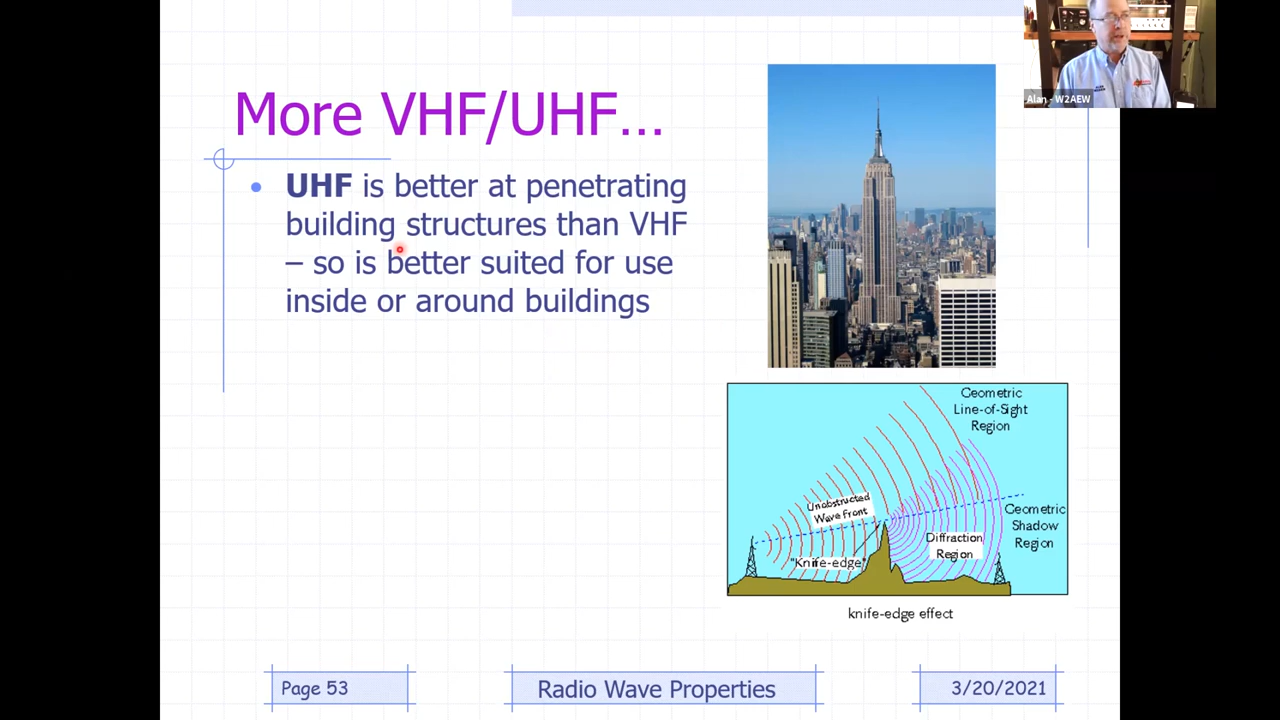 More VHF/UHF...
UHF is better at penetrating
building structures than VHF
– so is better suited for use
inside or around buildings
Alan - W2AEW
Geometric
Line-of-Sight
Region
Unobstructed
Wave Front
Geometric
Shadow
Region
Diffraction
Region
"Knife-edge"
knife-edge effect
Page 53
Radio Wave Properties
3/20/2021